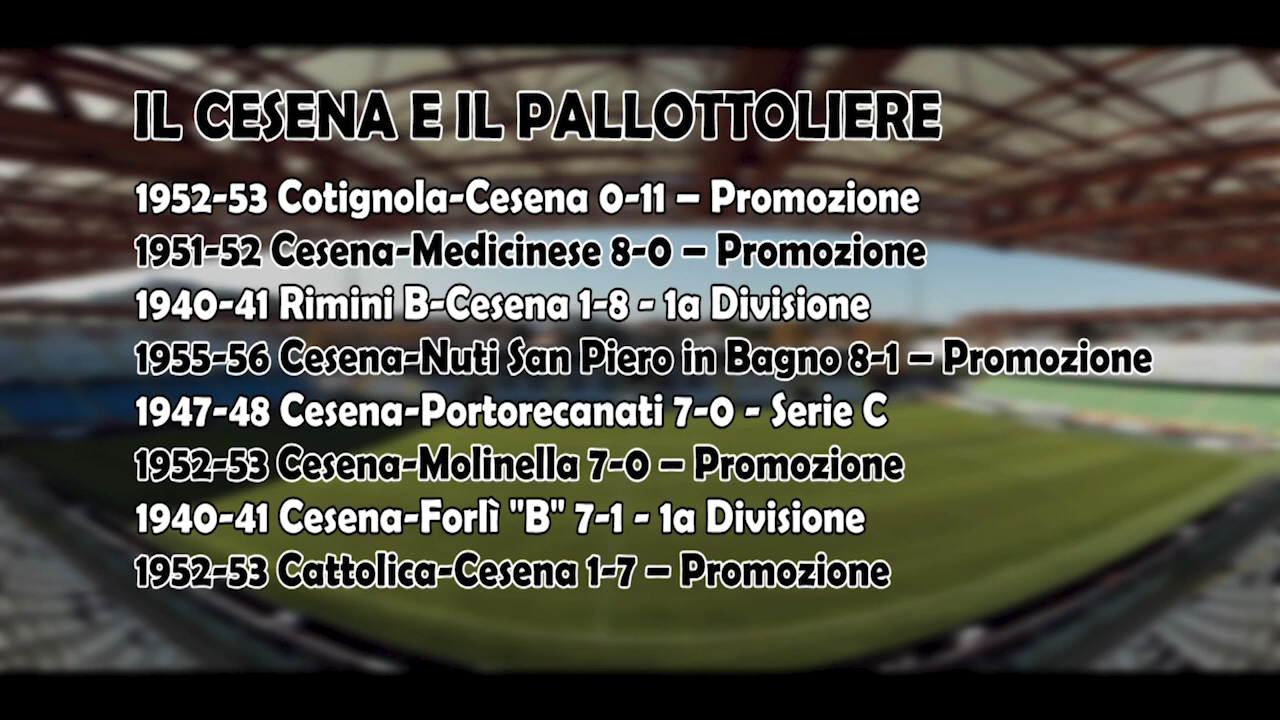 IL CESENA E IL PALLOTTOLIERE
1952-53 Cotignola-Cesena 0-11 – Promozione
1951-52 Cesena-Medicinese 8-0 – Promozione
1940-41 Rimini B-Cesena 1-8 - 1a Divisione
1955-56 Cesena-Nuti San Piero in Bagno 8-1 – Promozione
1947-48 Cesena-Portorecanati 7-0 - Serie C
1952-53 Cesena-Molinella 7-0 – Promozione
1940-41 Cesena-Forlì "B" 7-1 - 1a Divisione
1952-53 Cattolica-Cesena 1-7 – Promozione